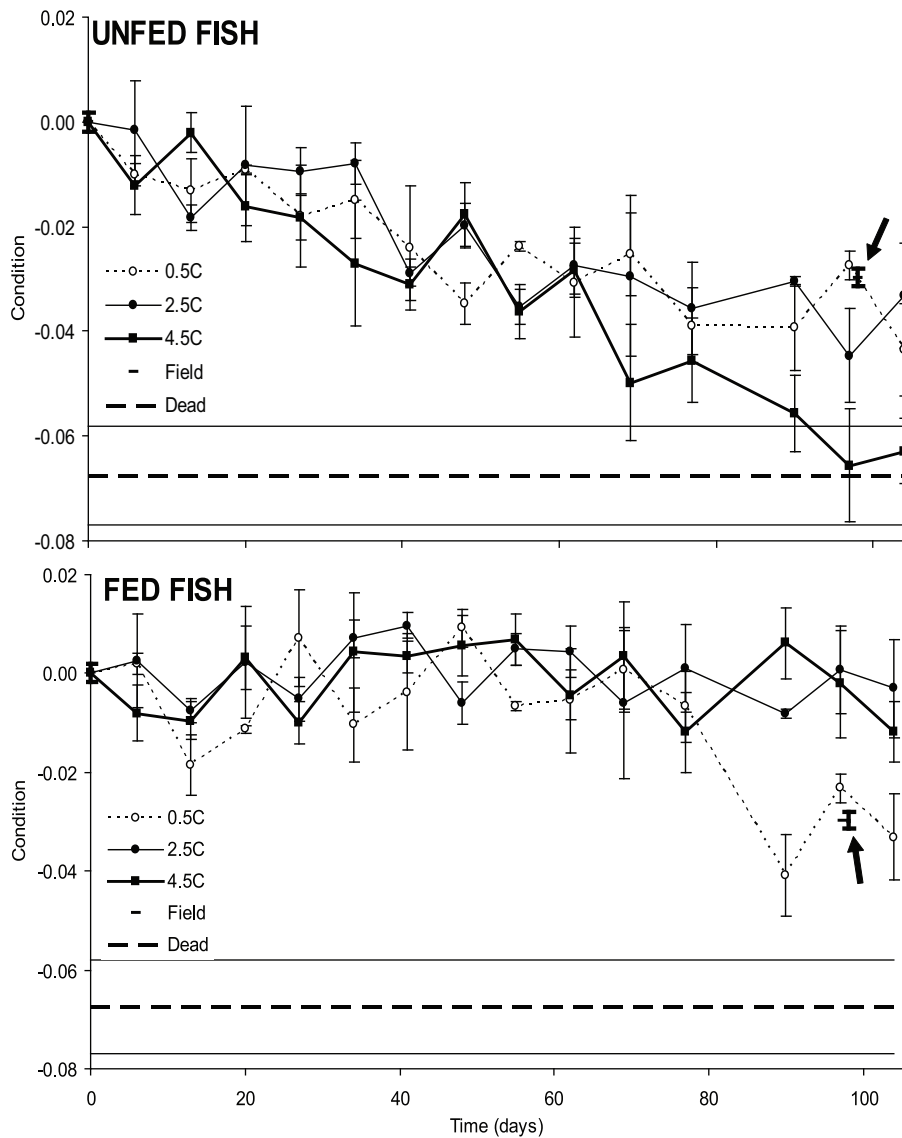 UNFED FISH
0.02
0.00
-0.02
-0.04
-0.06
-0.08
Condition
0.5C
2.5C
4.5C
Field
Dead
FED FISH
0.02
0.00
-0.02
-0.04
-0.06
-0.08
Condition
0.5C
2.5C
4.5C
Field
Dead
0 20 40 60 80 100
Time (days)